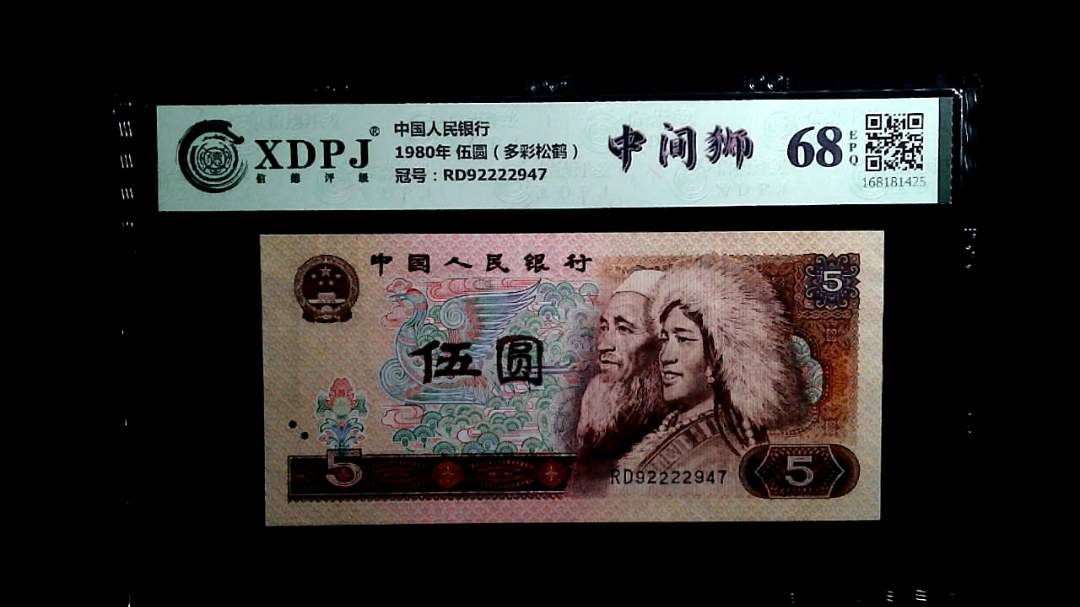 XDPJ®
信德评级
中国人民银行
1980年 伍圆（多彩松鹤）
冠号：RD92222947
中间狮
68
EPQ
168181425
中国人民银行
5
伍圆
5
RD92222947
5